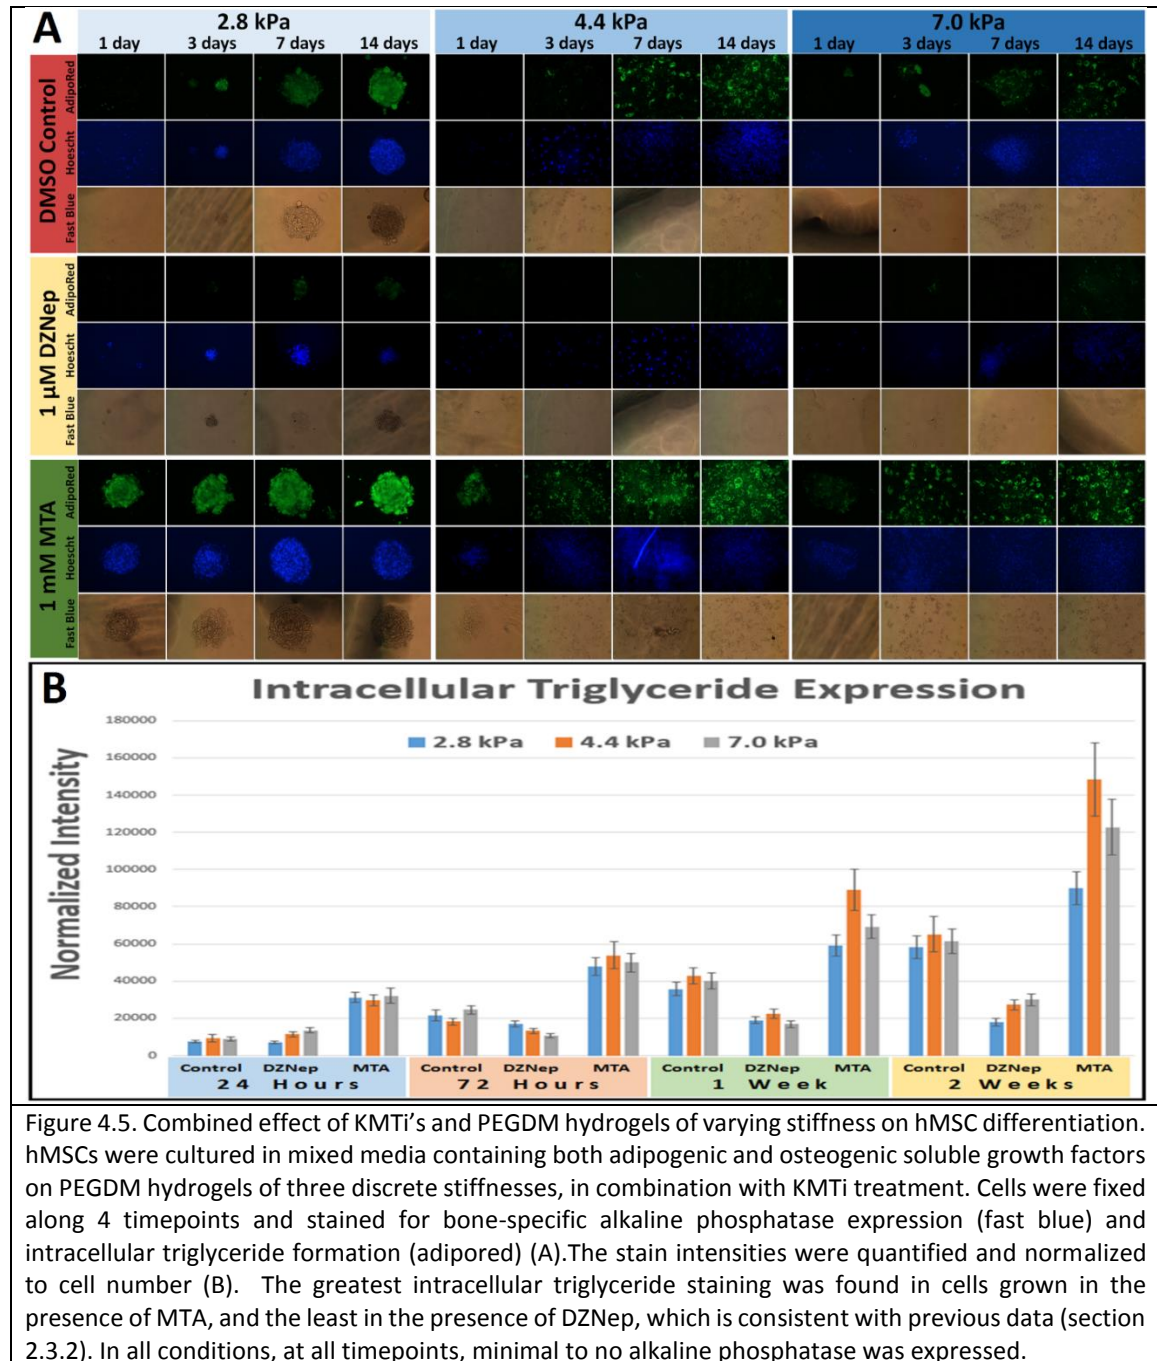 A
2.8 kPa 4.4 kPa 7.0 kPa
1 day 3 days 7 days 14 days 1 day 3 days 7 days 14 days 1 day 3 days 7 days 14 days
DMSO Control
AdipoRed
Hoescht
Fast Blue
1 µM DZNep
AdipoRed
Hoescht
Fast Blue
1 mM MTA
AdipoRed
Hoescht
Fast Blue
B
Intracellular Triglyceride Expression
2.8 kPa 4.4 kPa 7.0 kPa
Normalized Intensity
180000
160000
140000
120000
100000
80000
60000
40000
20000
0
Control DZNep MTA Control DZNep MTA Control DZNep MTA Control DZNep MTA
24 Hours 72 Hours 1 Week 2 Weeks
Figure 4.5. Combined effect of KMTi’s and PEGDM hydrogels of varying stiffness on hMSC differentiation.
hMSCs were cultured in mixed media containing both adipogenic and osteogenic soluble growth factors
on PEGDM hydrogels of three discrete stiffnesses, in combination with KMTi treatment. Cells were fixed
along 4 timepoints and stained for bone-specific alkaline phosphatase expression (fast blue) and
intracellular triglyceride formation (adipored) (A).The stain intensities were quantified and normalized
to cell number (B). The greatest intracellular triglyceride staining was found in cells grown in the
presence of MTA, and the least in the presence of DZNep, which is consistent with previous data (section
2.3.2). In all conditions, at all timepoints, minimal to no alkaline phosphatase was expressed.